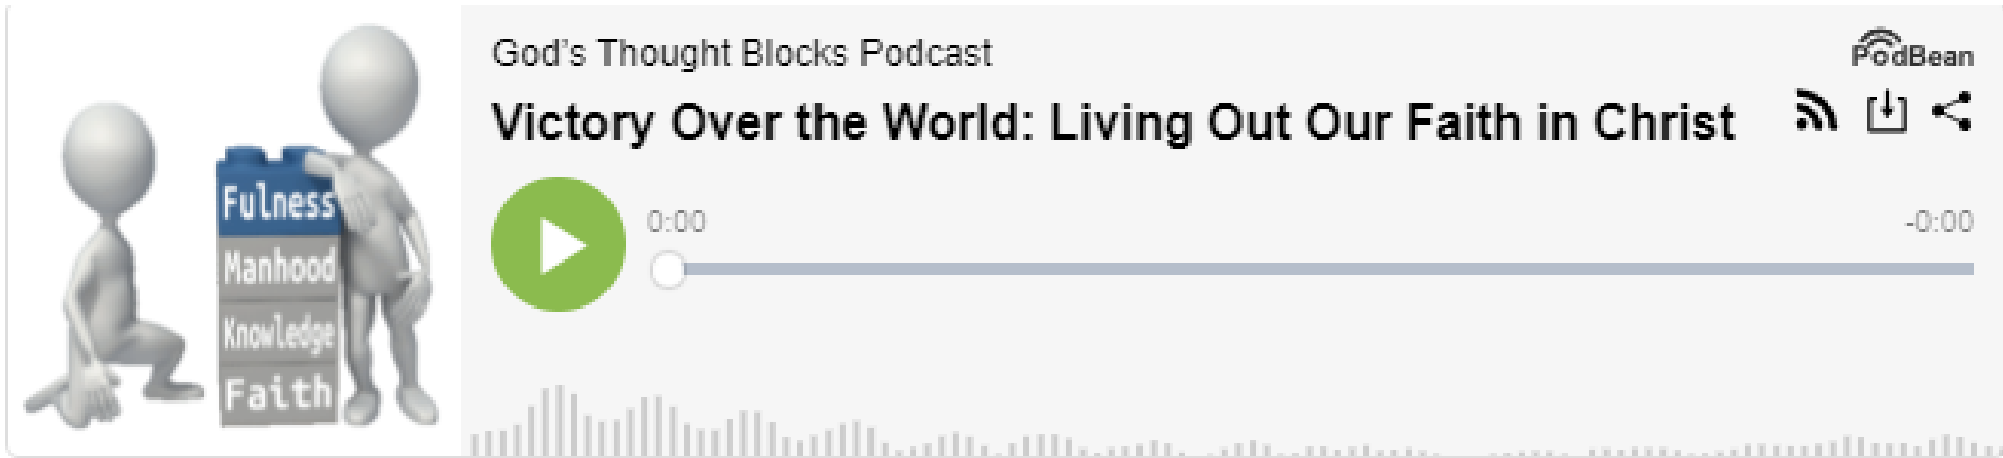 God's Thought Blocks Podcast
PodBean
Victory Over the World: Living Out Our Faith in Christ
0:00
-0:00
Fulness
Manhood
Knowledge
Faith